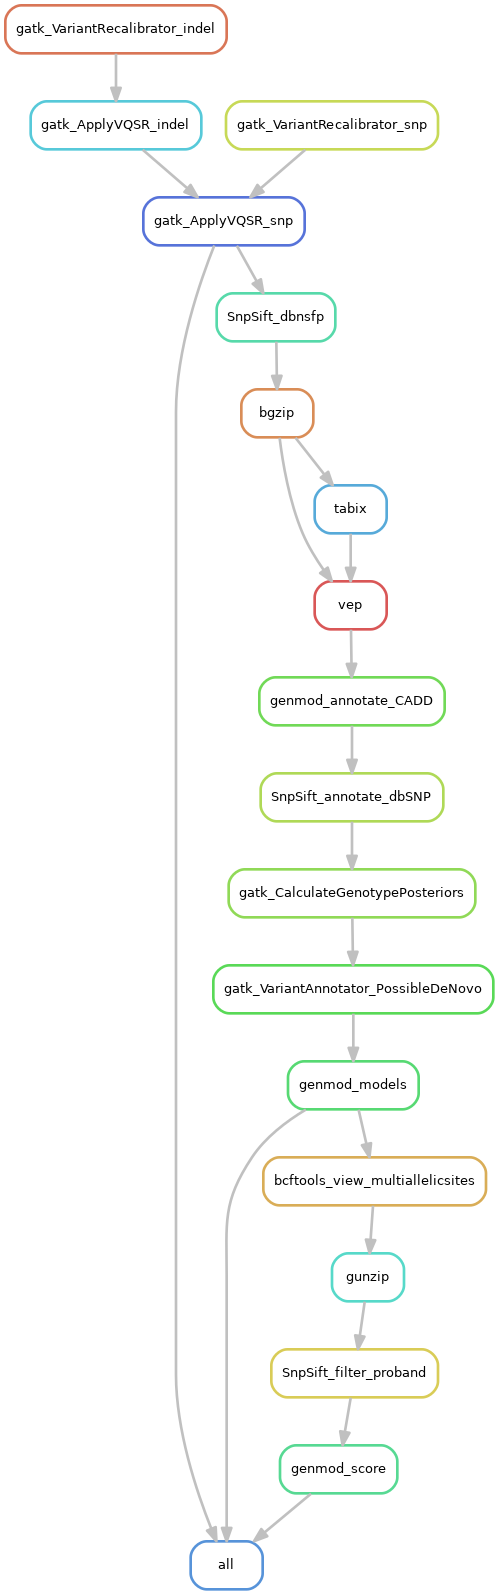 gatk_VariantRecalibrator_indel
gatk_ApplyVQSR_indel
gatk_VariantRecalibrator_snp
gatk_ApplyVQSR_snp
SnpSift_dbnsfp
bgzip
tabix
vep
genmod_annotate_CADD
SnpSift_annotate_dbSNP
gatk_CalculateGenotypePosteriors
gatk_VariantAnnotator_PossibleDeNovo
genmod_models
bcftools_view_multiallelicsites
gunzip
SnpSift_filter_proband
genmod_score
all